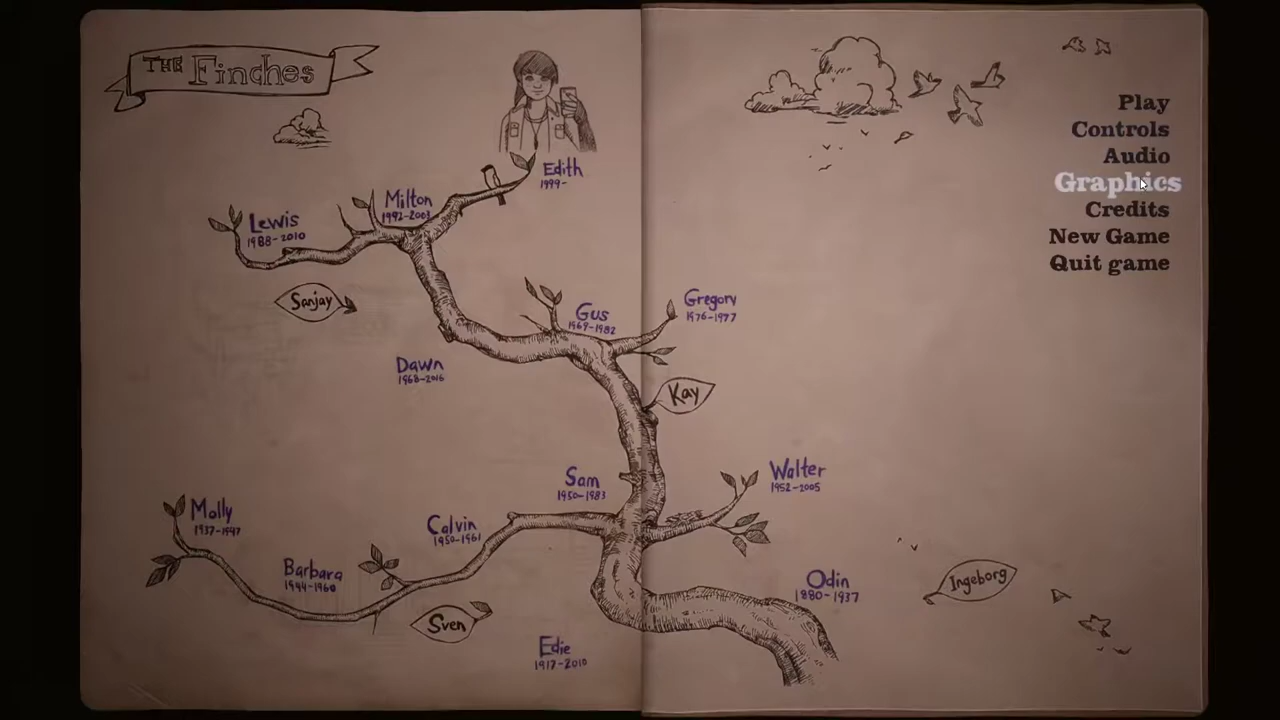 THE Finches
Play
Controls
Audio
Graphics
Credits
New Game
Quit game
Edith
1999-
Milton
1992-2003
Lewis
1988-2010
Sanjay
Gus
1969-1982
Gregory
1976-1977
Dawn
1968-2016
Kay
Sam
1950-1983
Walter
1952-2005
Molly
1937-1947
Calvin
1950-1961
Barbara
1944-1960
Sven
Odin
1880-1937
Ingeborg
Edie
1917-2010